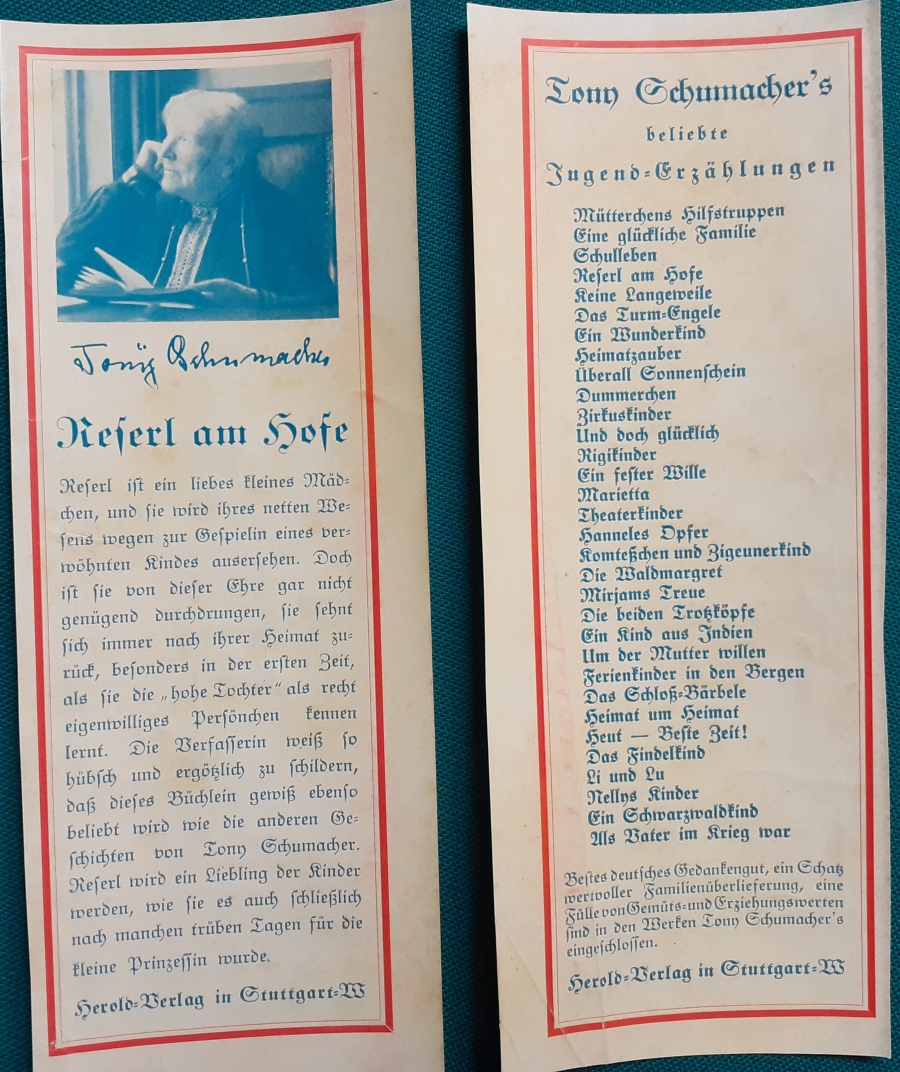 Tony Schumacher
Reserl am Hofe
Reserl ist ein liebes kleines Mäd-
chen, und sie wird ihres netten We-
sens wegen zur Gespielin eines ver-
wöhnten Kindes ausersehen. Doch
ist sie von dieser Ehre gar nicht
genügend durchdrungen, sie sehnt
sich immer nach ihrer Heimat zu-
rück, besonders in der ersten Zeit,
als sie die „hohe Tochter“ als recht
eigenwilliges Persönchen kennen
lernt. Die Verfasserin weiß so
hübsch und ergötzlich zu schildern,
daß dieses Büchlein gewiß ebenso
beliebt wird wie die anderen Ge-
schichten von Tony Schumacher.
Reserl wird ein Liebling der Kinder
werden, wie sie es auch schließlich
nach manchen trüben Tagen für die
kleine Prinzessin wurde.
Herold-Verlag in Stuttgart-W
Tony Schumacher's
beliebte
Jugend-Erzählungen
Mütterchens Hilfstruppen
Eine glückliche Familie
Schulleben
Reserl am Hofe
Keine Langeweile
Das Turm-Engele
Ein Wunderkind
Heimatzauber
Überall Sonnenschein
Dummerchen
Zirkuskinder
Und doch glücklich
Rigikinder
Ein fester Wille
Marietta
Theaterkinder
Hanneles Opfer
Komteßchen und Zigeunerkind
Die Waldmargret
Mirjams Treue
Die beiden Trotzköpfe
Ein Kind aus Indien
Um der Mutter willen
Ferienkinder in den Bergen
Das Schloß-Bärbele
Heimat um Heimat
Heut — Beste Zeit!
Das Findelkind
Li und Lu
Nellys Kinder
Ein Schwarzwaldkind
Als Vater im Krieg war
Bestes deutsches Gedankengut, ein Schatz
wertvoller Familienüberlieferung, eine
Fülle von Gemüts- und Erziehungswerten
sind in den Werken Tony Schumacher's
eingeschlossen.
Herold-Verlag in Stuttgart-W